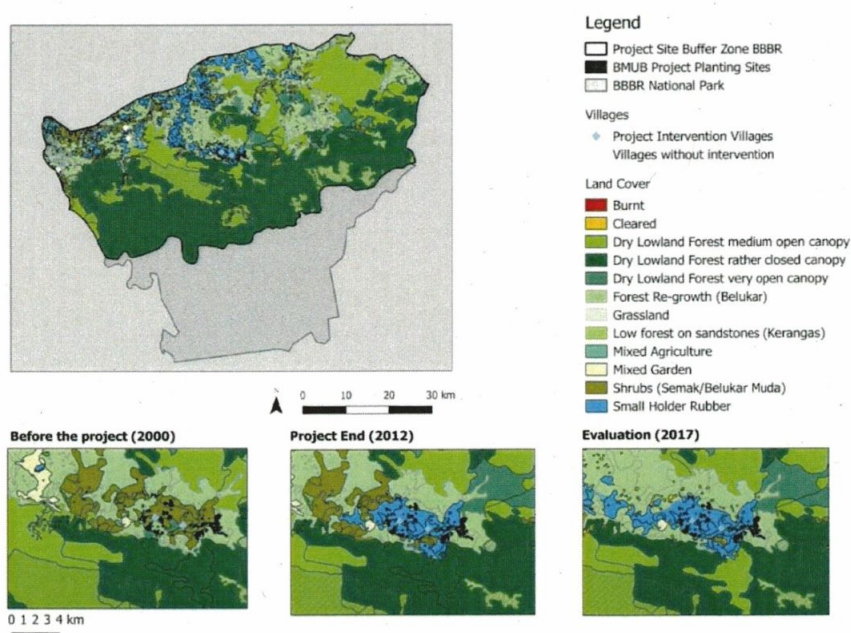 Legend
Project Site Buffer Zone BBBR
BMUB Project Planting Sites
BBBR National Park
Villages
Project Intervention Villages
Villages without intervention
Land Cover
Burnt
Cleared
Dry Lowland Forest medium open canopy
Dry Lowland Forest rather closed canopy
Dry Lowland Forest very open canopy
Forest Re-growth (Belukar)
Grassland
Low forest on sandstones (Kerangas)
Mixed Agriculture
Mixed Garden
Shrubs (Semak/Belukar Muda)
Small Holder Rubber
0 10 20 30 km
Before the project (2000)
Project End (2012)
Evaluation (2017)
0 1 2 3 4 km